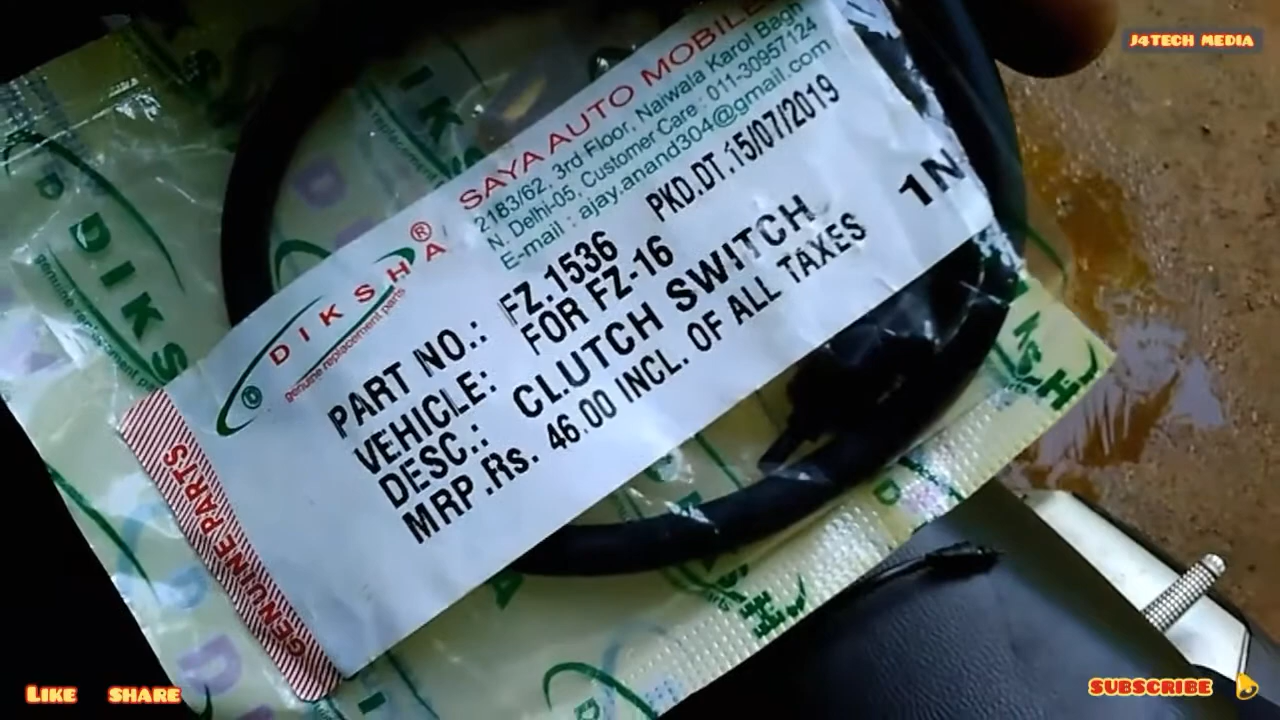 J4TECH MEDIA
SAYA AUTO MOBILE
2183/62, 3rd Floor, Naiwala Karol Bagh
N. Delhi-05, Customer Care : 011-30957124
E-mail : ajay.anand304@gmail.com
PKD.DT.15/07/2019
DIKSHA®
genuine replacement parts
PART NO.: FZ.1536
VEHICLE: FOR FZ-16
DESC.: CLUTCH SWITCH
MRP.Rs. 46.00 INCL. OF ALL TAXES
1N
GENUINE PARTS
DIKS
genuine replacement parts
LIKE SHARE
SUBSCRIBE